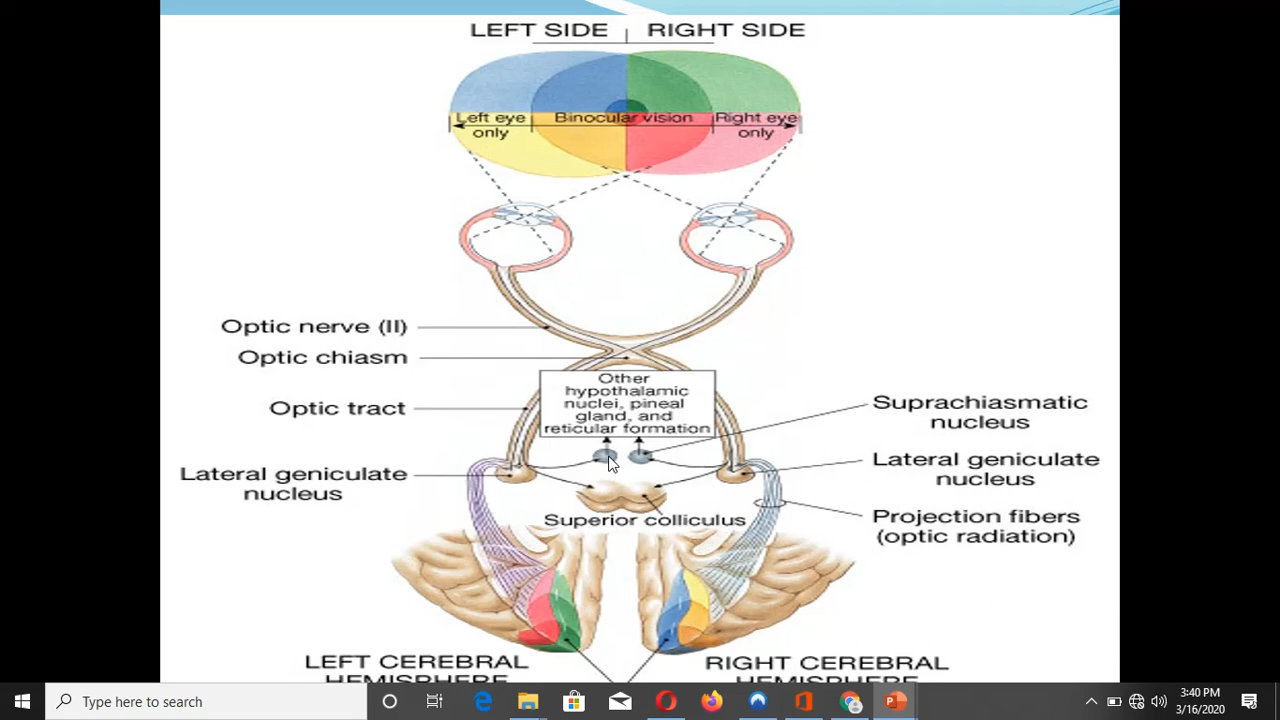 LEFT SIDE RIGHT SIDE
Left eye only
Binocular vision
Right eye only
Optic nerve (II)
Optic chiasm
Other
hypothalamic
nuclei, pineal
gland, and
reticular formation
Optic tract
Suprachiasmatic
nucleus
Lateral geniculate
nucleus
Lateral geniculate
nucleus
Superior colliculus
Projection fibers
(optic radiation)
LEFT CEREBRAL
HEMISPHERE
RIGHT CEREBRAL
HEMISPHERE
Type here to search
3:40 PM
3/16/2020